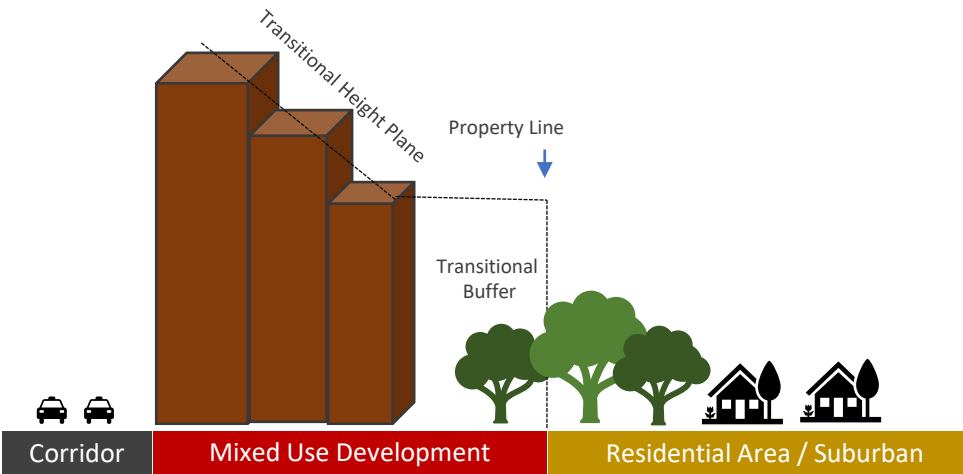 Transitional Height Plane
Property Line
Transitional
Buffer
Corridor
Mixed Use Development
Residential Area / Suburban